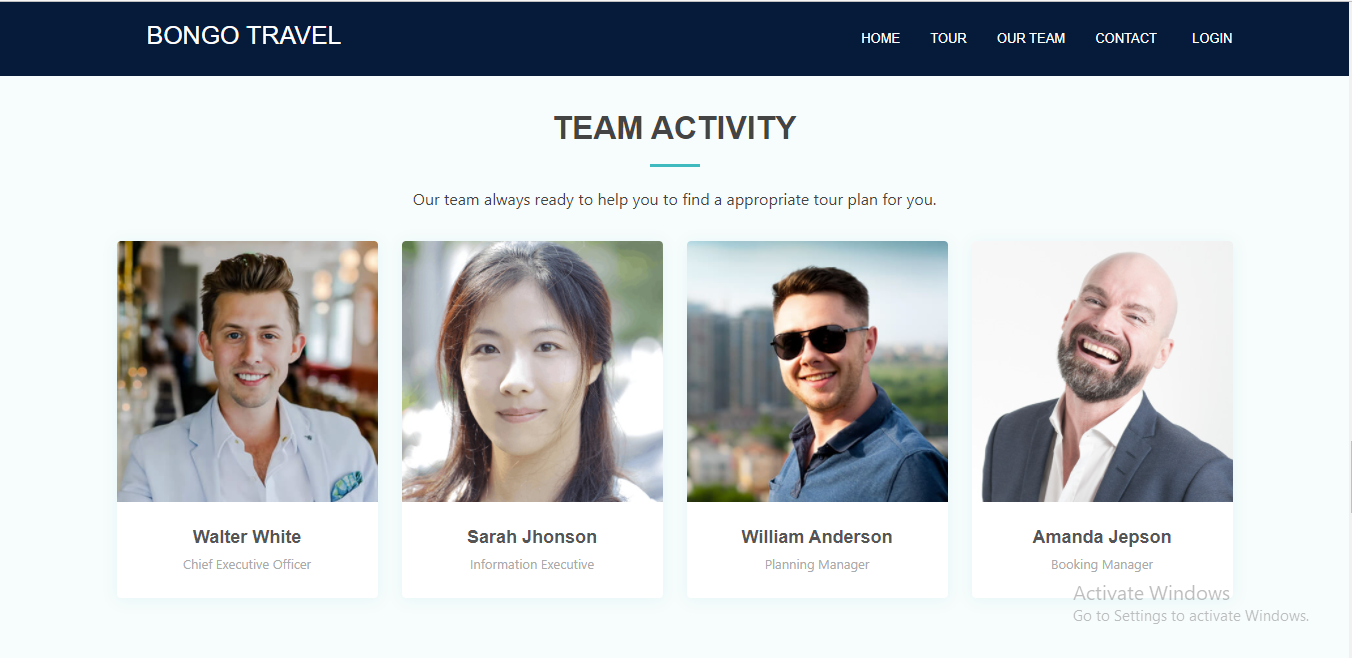 BONGO TRAVEL
HOME TOUR OUR TEAM CONTACT LOGIN
TEAM ACTIVITY
Our team always ready to help you to find a appropriate tour plan for you.
Walter White
Chief Executive Officer
Sarah Jhonson
Information Executive
William Anderson
Planning Manager
Amanda Jepson
Booking Manager
Activate Windows
Go to Settings to activate Windows.